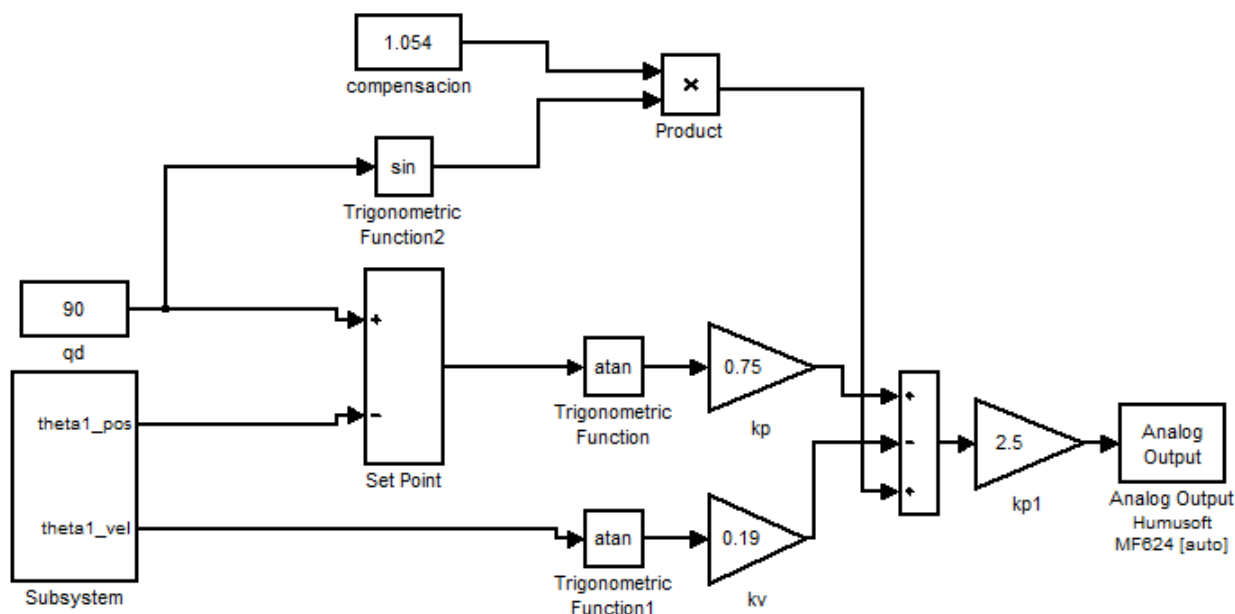 1.054
compensacion
×
Product
sin
Trigonometric
Function2
90
qd
+
−
Set Point
atan
Trigonometric
Function
0.75
kp
theta1_pos
theta1_vel
Subsystem
atan
Trigonometric
Function1
0.19
kv
+
−
+
2.5
kp1
Analog
Output
Analog Output
Humusoft
MF624 [auto]